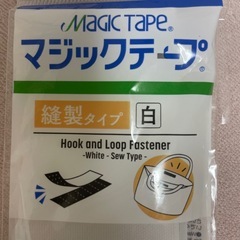 MAGIC TAPE®
マジックテープ®
縫製タイプ 白
Hook and Loop Fastener
-White - Sew Type -